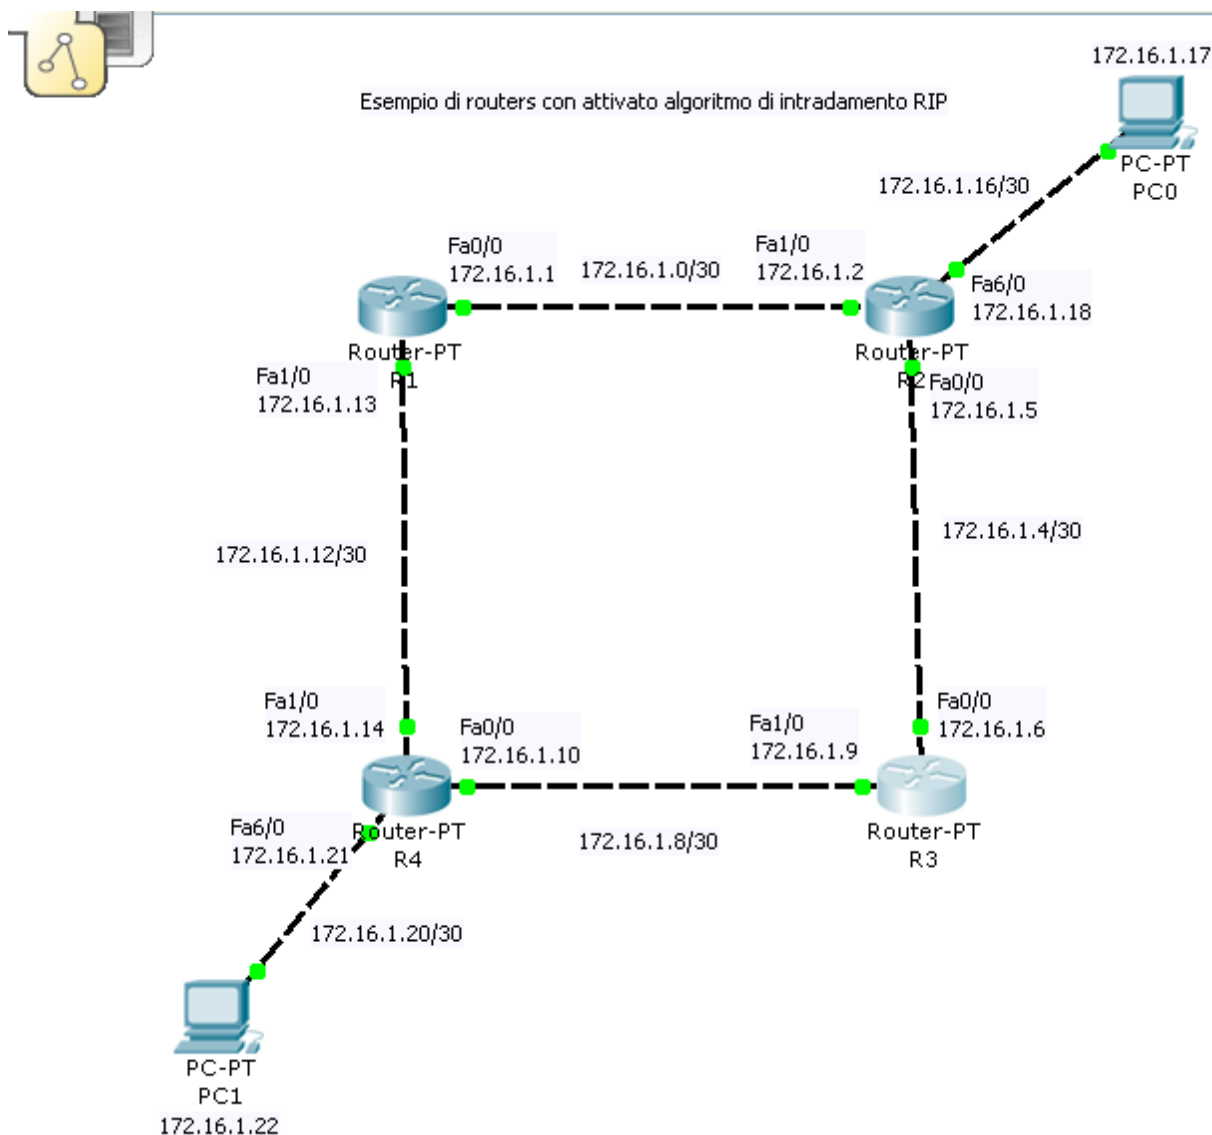 172.16.1.17
Esempio di routers con attivato algoritmo di intradamento RIP
PC-PT
PC0
172.16.1.16/30
Fa0/0
172.16.1.1
172.16.1.0/30
Fa1/0
172.16.1.2
Fa6/0
172.16.1.18
Router-PT
R1
Router-PT
R2
Fa1/0
172.16.1.13
Fa0/0
172.16.1.5
172.16.1.12/30
172.16.1.4/30
Fa1/0
172.16.1.14
Fa0/0
172.16.1.10
Fa1/0
172.16.1.9
Fa0/0
172.16.1.6
Fa6/0
172.16.1.21
Router-PT
R4
172.16.1.8/30
Router-PT
R3
172.16.1.20/30
PC-PT
PC1
172.16.1.22